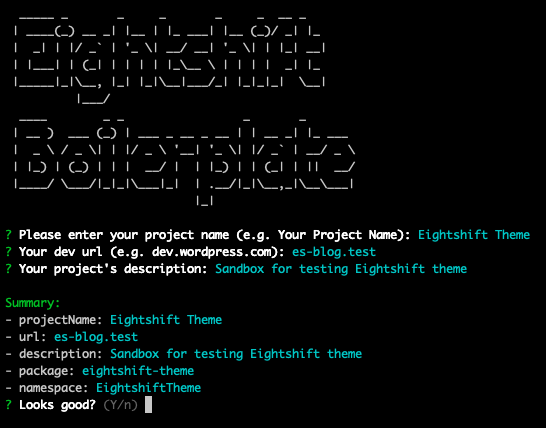 Eightshift
Boilerplate
? Please enter your project name (e.g. Your Project Name): Eightshift Theme
? Your dev url (e.g. dev.wordpress.com): es-blog.test
? Your project's description: Sandbox for testing Eightshift theme
Summary:
- projectName: Eightshift Theme
- url: es-blog.test
- description: Sandbox for testing Eightshift theme
- package: eightshift-theme
- namespace: EightshiftTheme
? Looks good? (Y/n)